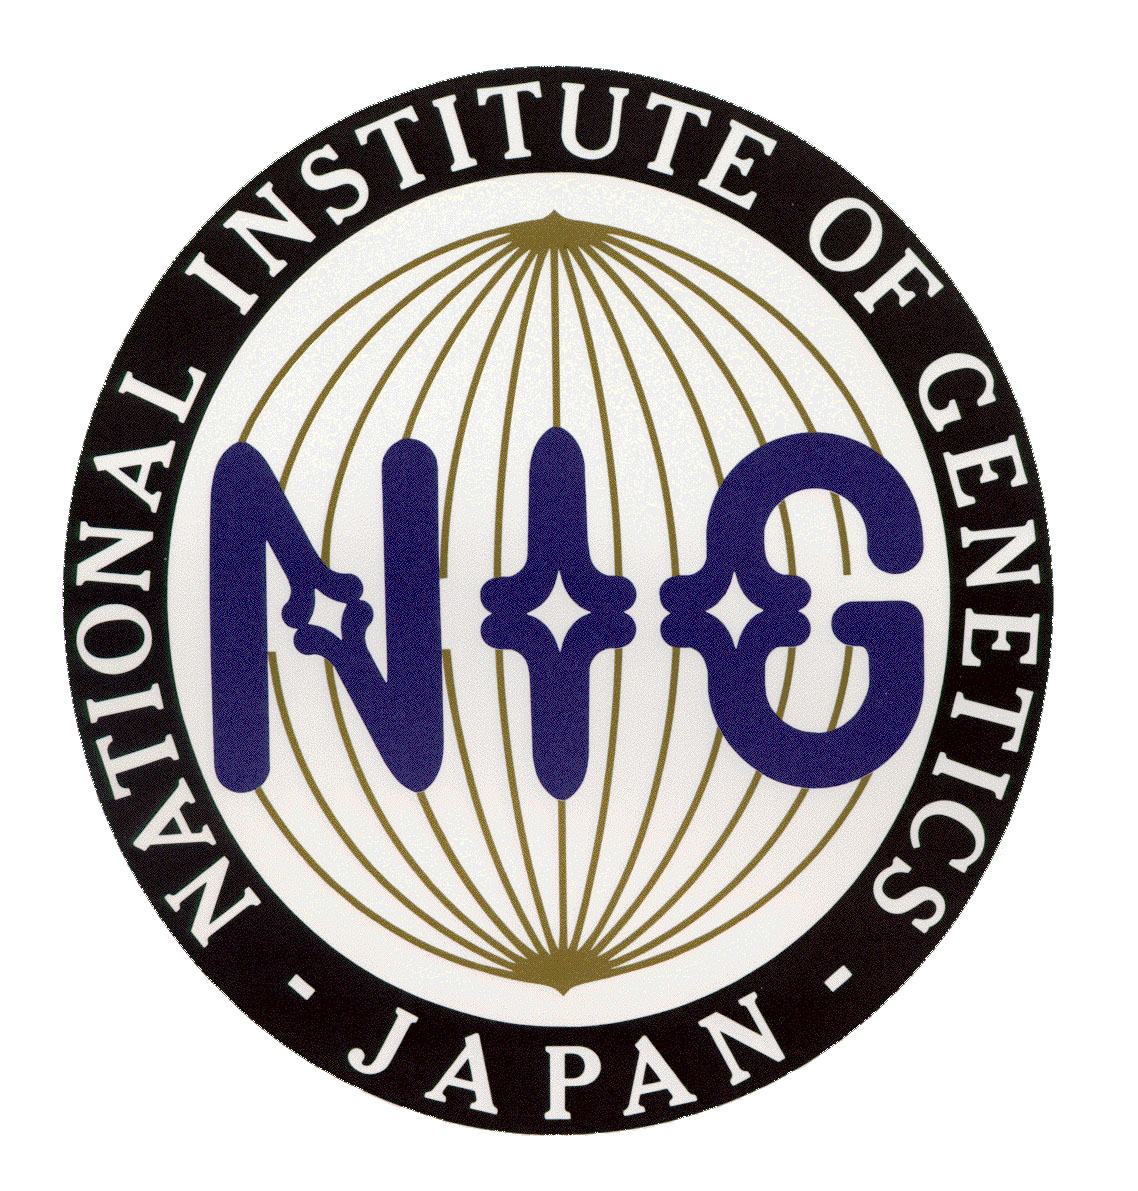 NATIONAL INSTITUTE OF GENETICS
NIG
- JAPAN -